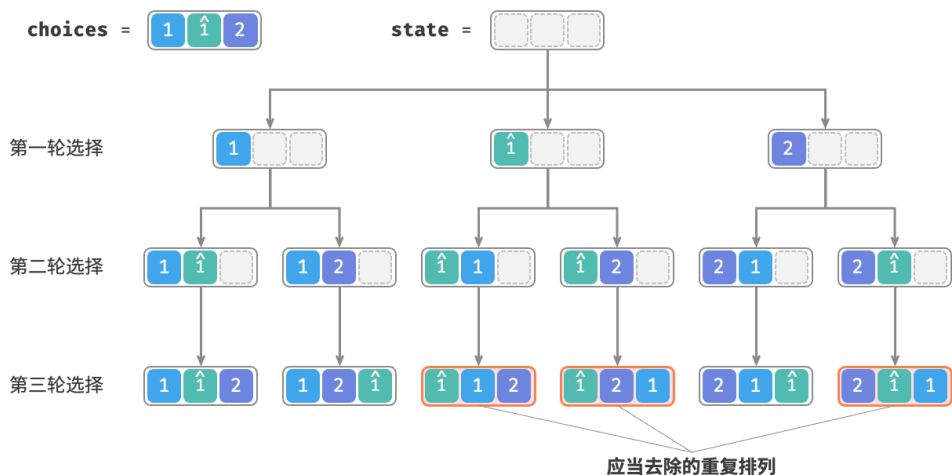 choices = 1 1̂ 2 state =
第一轮选择 1 1̂ 2
第二轮选择 1 1̂ 1 2 1̂ 1 1̂ 2 2 1 2 1̂
第三轮选择 1 1̂ 2 1 2 1̂ 1̂ 1 2 1̂ 2 1 2 1 1̂ 2 1̂ 1
应当去除的重复排列